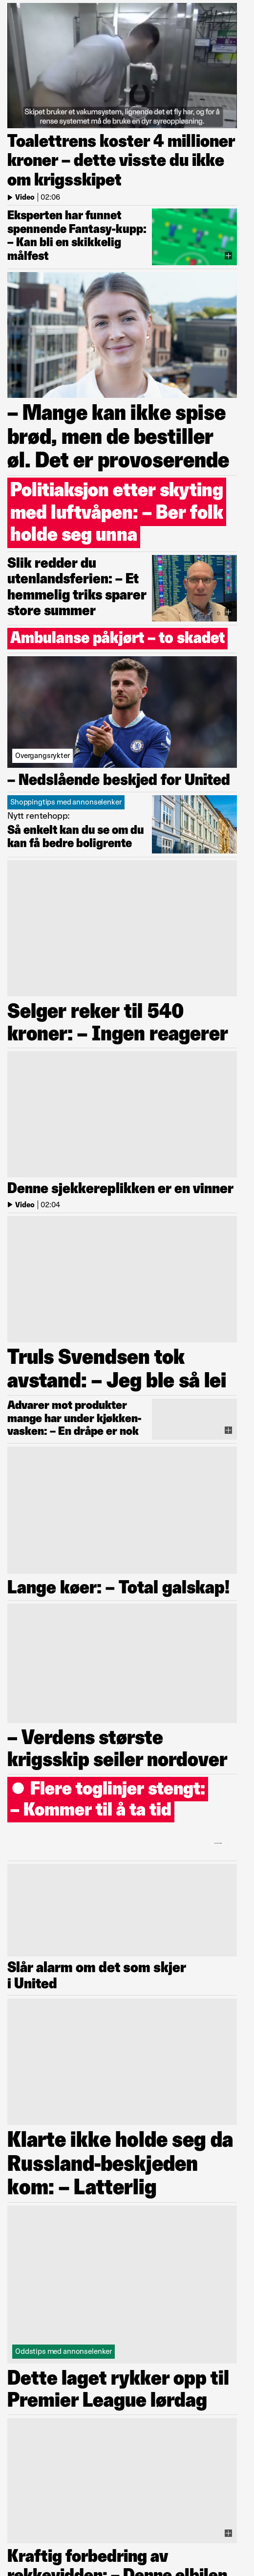 Skipet bruker et vakumsystem, lignende det et fly har, og for å
rense systemet må de bruke en dyr syreoppløsning.
Toalettrens koster 4 millioner
kroner – dette visste du ikke
om krigsskipet
Video | 02:06
Eksperten har funnet
spennende Fantasy-kupp:
– Kan bli en skikkelig
målfest
– Mange kan ikke spise
brød, men de bestiller
øl. Det er provoserende
Politiaksjon etter skyting
med luftvåpen: – Ber folk
holde seg unna
Slik redder du
utenlandsferien: – Et
hemmelig triks sparer
store summer
Ambulanse påkjørt – to skadet
Overgangsrykter
– Nedslående beskjed for United
Shoppingtips med annonselenker
Nytt rentehopp:
Så enkelt kan du se om du
kan få bedre boligrente
Selger reker til 540
kroner: – Ingen reagerer
Denne sjekkereplikken er en vinner
Video | 02:04
Truls Svendsen tok
avstand: – Jeg ble så lei
Advarer mot produkter
mange har under kjøkken-
vasken: – En dråpe er nok
Lange køer: – Total galskap!
– Verdens største
krigsskip seiler nordover
Flere toglinjer stengt:
– Kommer til å ta tid
Slår alarm om det som skjer
i United
Klarte ikke holde seg da
Russland-beskjeden
kom: – Latterlig
Oddstips med annonselenker
Dette laget rykker opp til
Premier League lørdag
Kraftig forbedring av
rekkevidden: – Denne elbilen